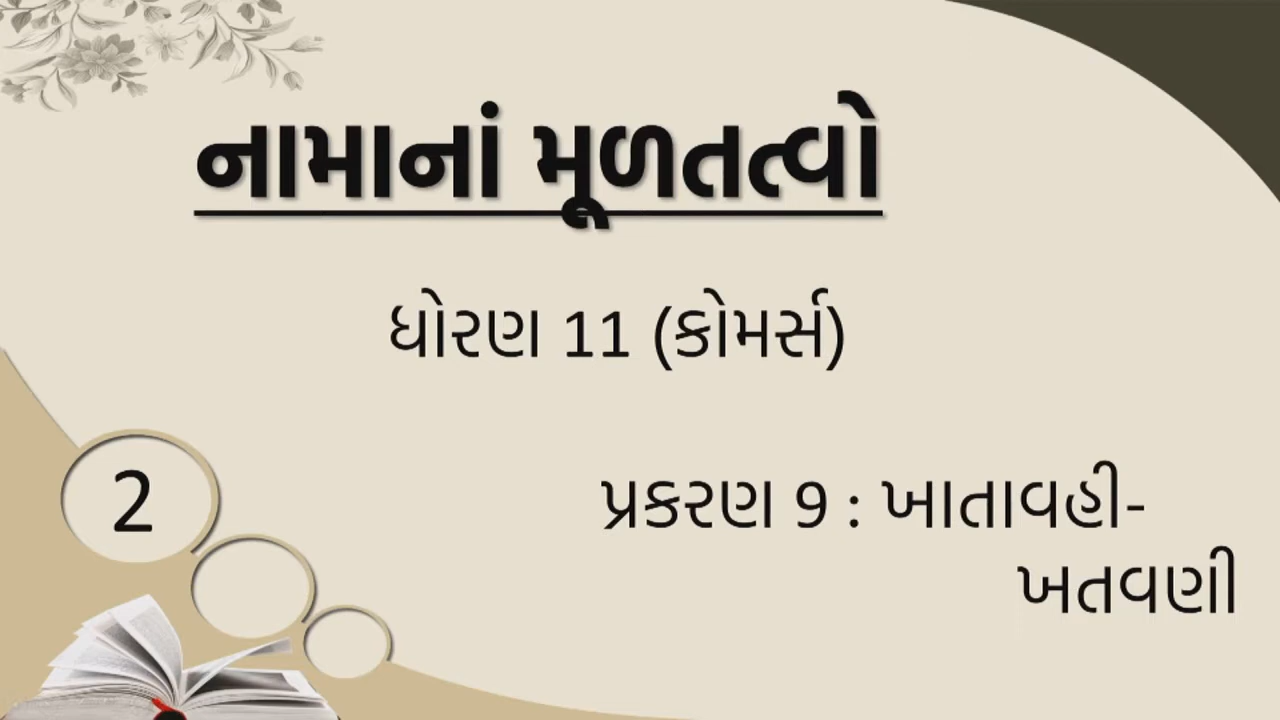 નામાનાં મૂળતત્વો
ધોરણ 11 (કોમર્સ)
2
પ્રકરણ 9 : ખાતાવહી-
ખતવણી